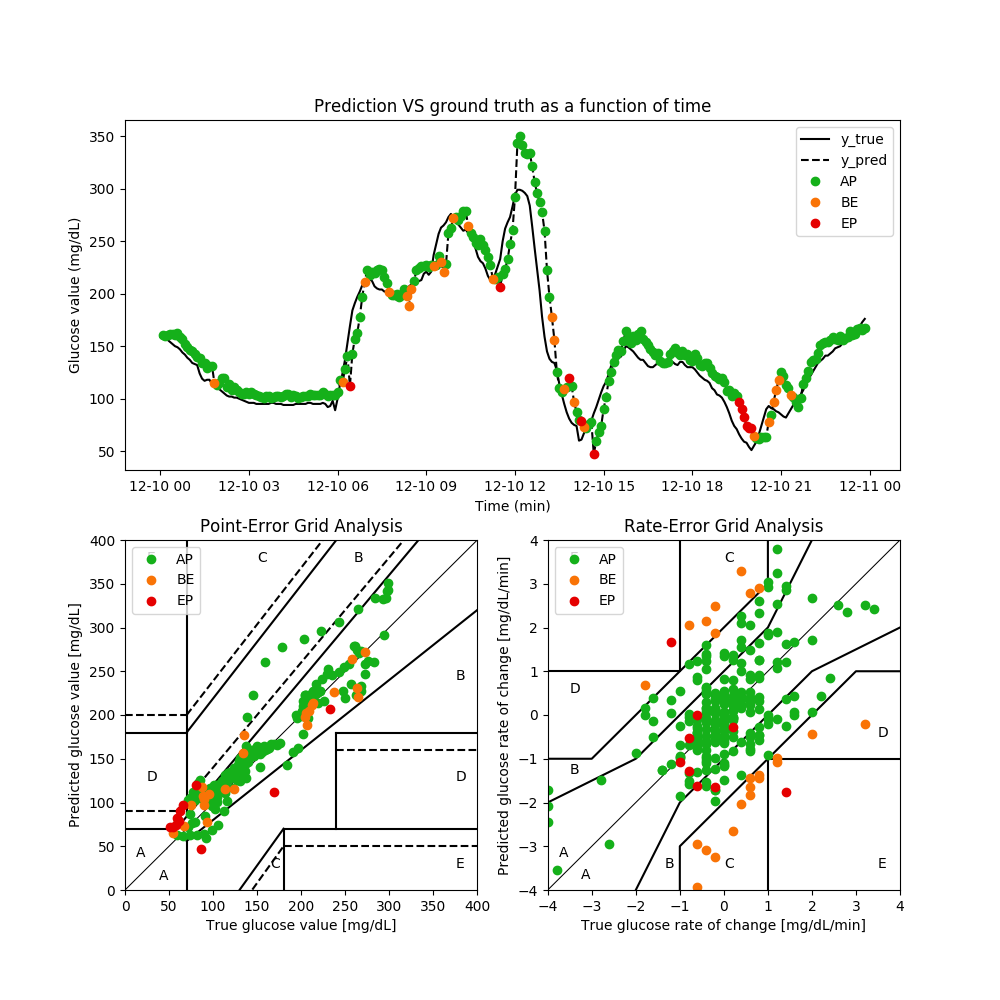 Prediction VS ground truth as a function of time
Glucose value (mg/dL)
350
300
250
200
150
100
50
y_true
y_pred
AP
BE
EP
12-10 00 12-10 03 12-10 06 12-10 09 12-10 12 12-10 15 12-10 18 12-10 21 12-11 00
Time (min)
Point-Error Grid Analysis
Predicted glucose value [mg/dL]
400
350
300
250
200
150
100
50
0
AP
BE
EP
C
B
B
D
D
A
A
C
E
0 50 100 150 200 250 300 350 400
True glucose value [mg/dL]
Rate-Error Grid Analysis
Predicted glucose rate of change [mg/dL/min]
4
3
2
1
0
−1
−2
−3
−4
AP
BE
EP
C
D
D
B
A
A
B
C
E
−4 −3 −2 −1 0 1 2 3 4
True glucose rate of change [mg/dL/min]